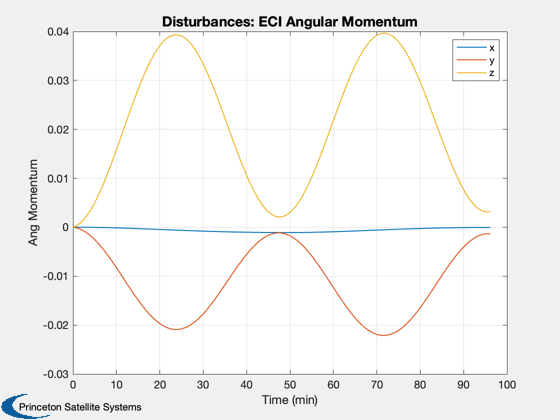 Disturbances: ECI Angular Momentum
x
y
z
0.04
0.03
0.02
0.01
0
-0.01
-0.02
-0.03
Ang Momentum
0 10 20 30 40 50 60 70 80 90 100
Time (min)
Princeton Satellite Systems